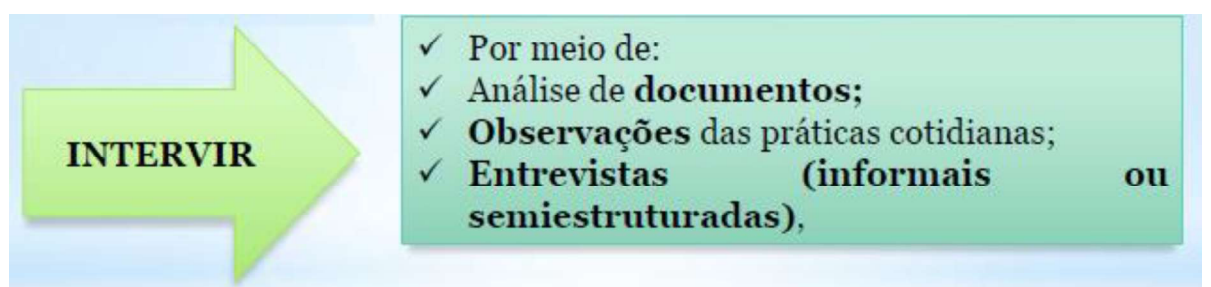 INTERVIR
✓ Por meio de:
✓ Análise de documentos;
✓ Observações das práticas cotidianas;
✓ Entrevistas (informais ou
semiestruturadas),